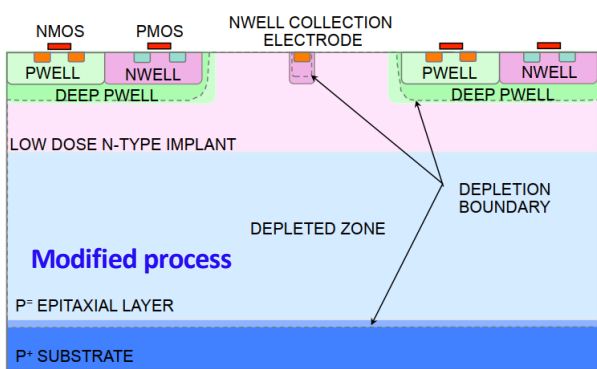 NMOS
PMOS
NWELL COLLECTION
ELECTRODE
PWELL
NWELL
PWELL
NWELL
DEEP PWELL
DEEP PWELL
LOW DOSE N-TYPE IMPLANT
DEPLETION
BOUNDARY
DEPLETED ZONE
Modified process
P⁼ EPITAXIAL LAYER
P⁺ SUBSTRATE